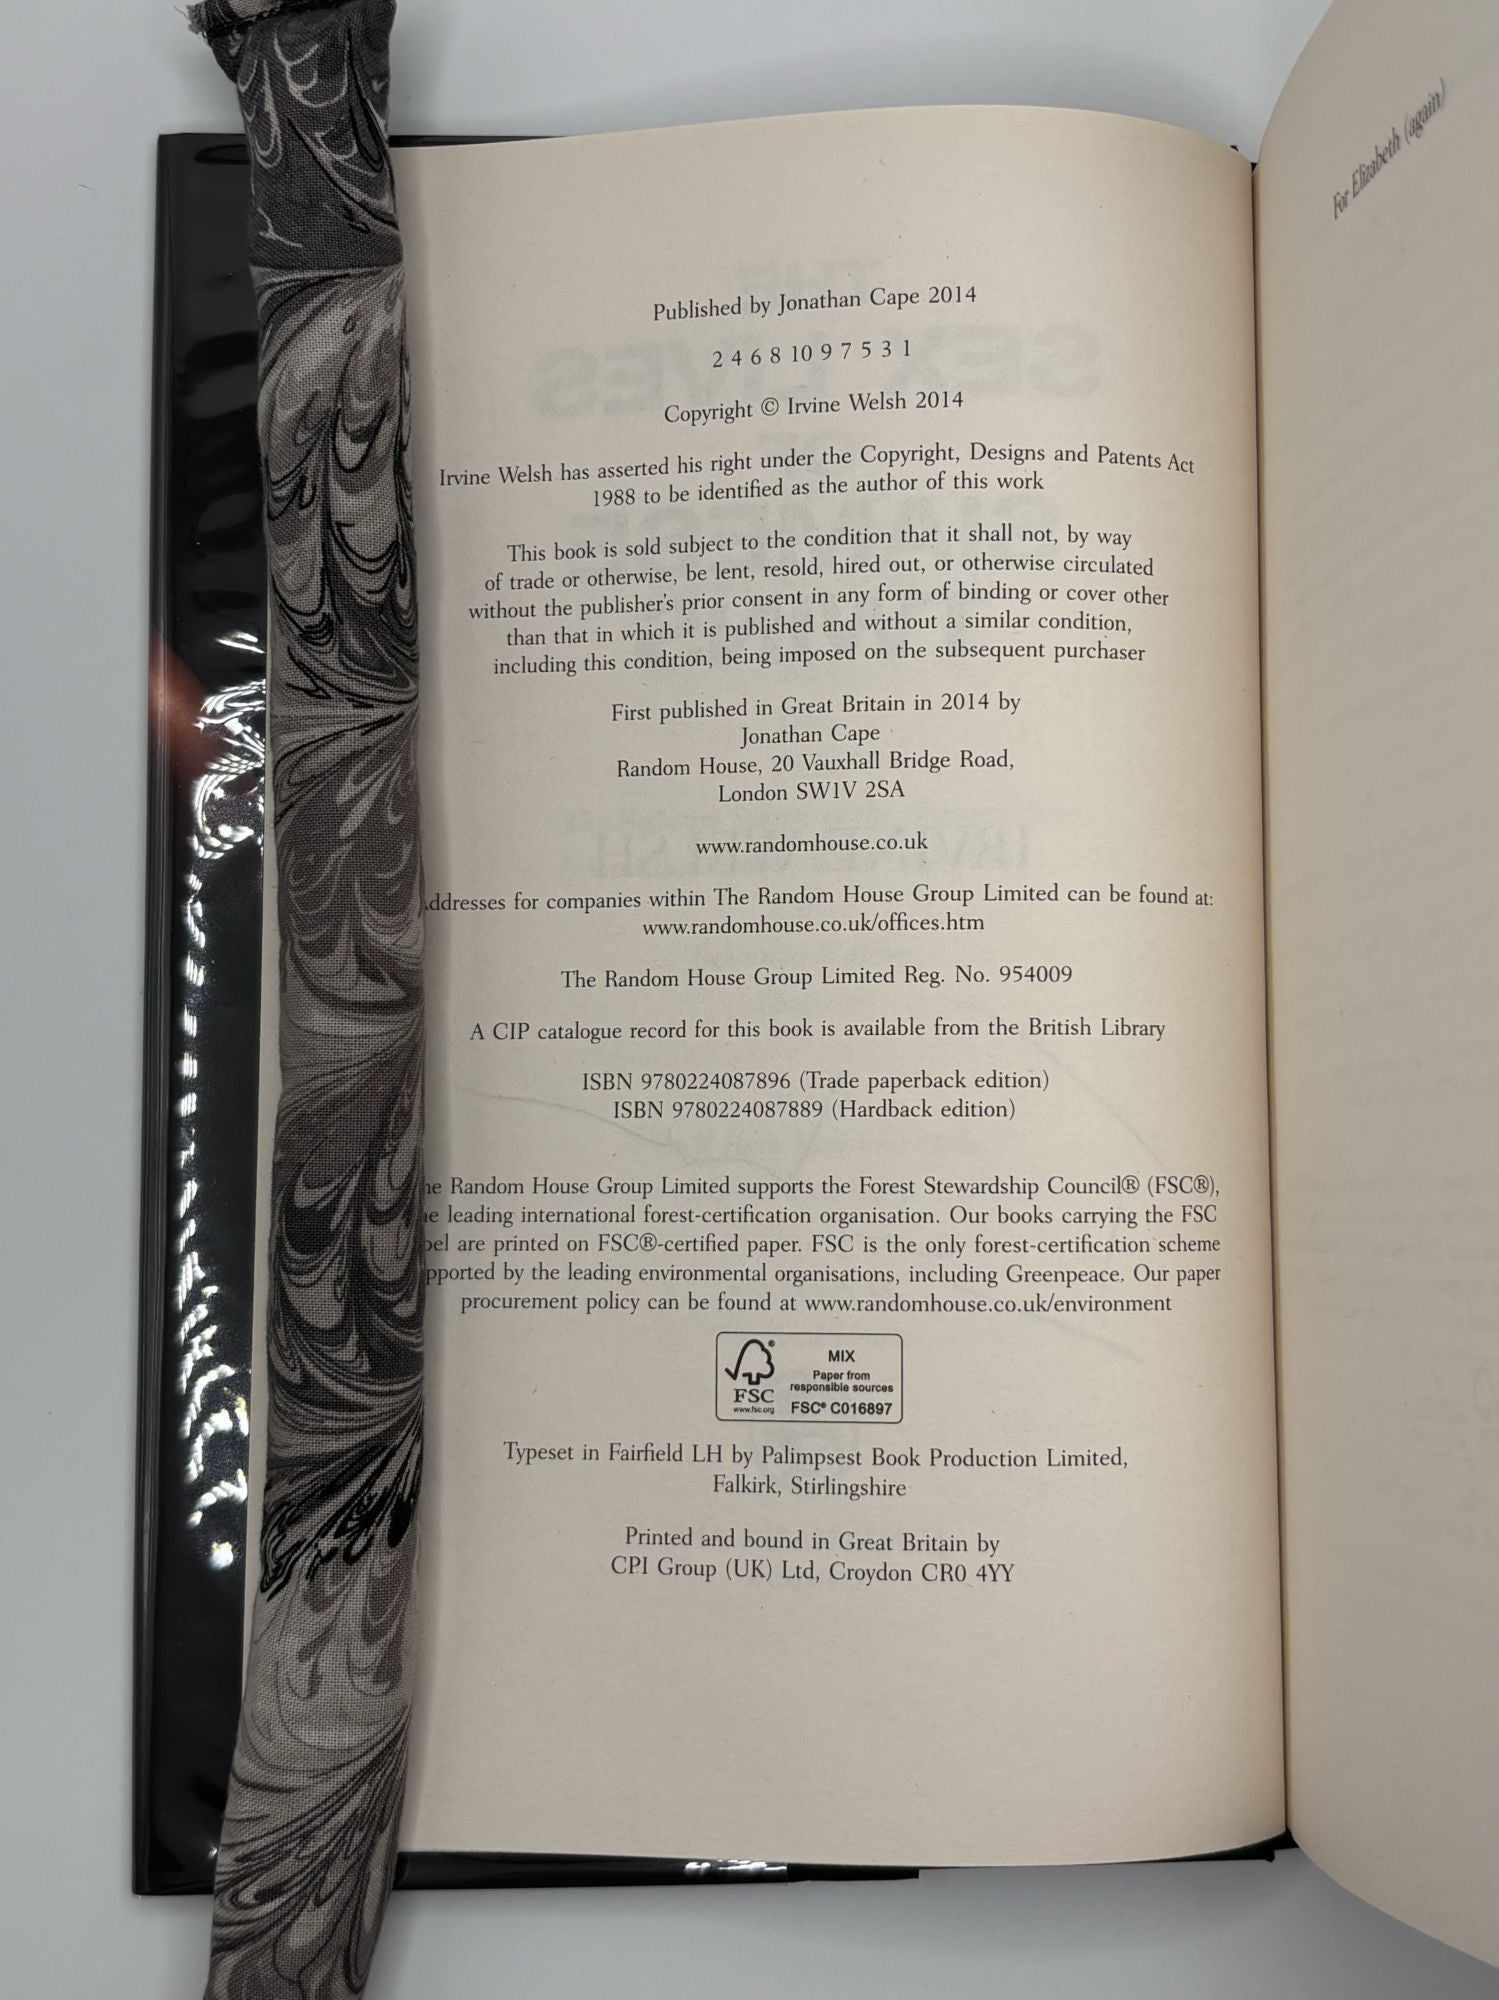 Published by Jonathan Cape 2014
2 4 6 8 10 9 7 5 3 1
Copyright © Irvine Welsh 2014
Irvine Welsh has asserted his right under the Copyright, Designs and Patents Act
1988 to be identified as the author of this work
This book is sold subject to the condition that it shall not, by way
of trade or otherwise, be lent, resold, hired out, or otherwise circulated
without the publisher's prior consent in any form of binding or cover other
than that in which it is published and without a similar condition,
including this condition, being imposed on the subsequent purchaser
First published in Great Britain in 2014 by
Jonathan Cape
Random House, 20 Vauxhall Bridge Road,
London SW1V 2SA
www.randomhouse.co.uk
ddresses for companies within The Random House Group Limited can be found at:
www.randomhouse.co.uk/offices.htm
The Random House Group Limited Reg. No. 954009
A CIP catalogue record for this book is available from the British Library
ISBN 9780224087896 (Trade paperback edition)
ISBN 9780224087889 (Hardback edition)
he Random House Group Limited supports the Forest Stewardship Council® (FSC®),
e leading international forest-certification organisation. Our books carrying the FSC
bel are printed on FSC®-certified paper. FSC is the only forest-certification scheme
pported by the leading environmental organisations, including Greenpeace. Our paper
procurement policy can be found at www.randomhouse.co.uk/environment
FSC
www.fsc.org
MIX
Paper from
responsible sources
FSC® C016897
Typeset in Fairfield LH by Palimpsest Book Production Limited,
Falkirk, Stirlingshire
Printed and bound in Great Britain by
CPI Group (UK) Ltd, Croydon CR0 4YY
For Elizabeth (again)